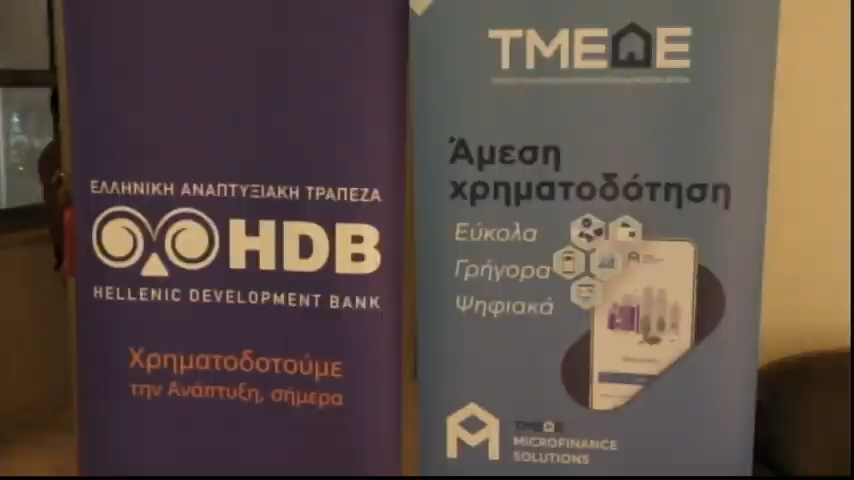 ΕΛΛΗΝΙΚΗ ΑΝΑΠΤΥΞΙΑΚΗ ΤΡΑΠΕΖΑ
HDB
HELLENIC DEVELOPMENT BANK
Χρηματοδοτούμε
την Ανάπτυξη, σήμερα
ΤΜΕΔΕ
Άμεση
χρηματοδότηση
Εύκολα
Γρήγορα
Ψηφιακά
ΤΜΕΔΕ
MICROFINANCE
SOLUTIONS